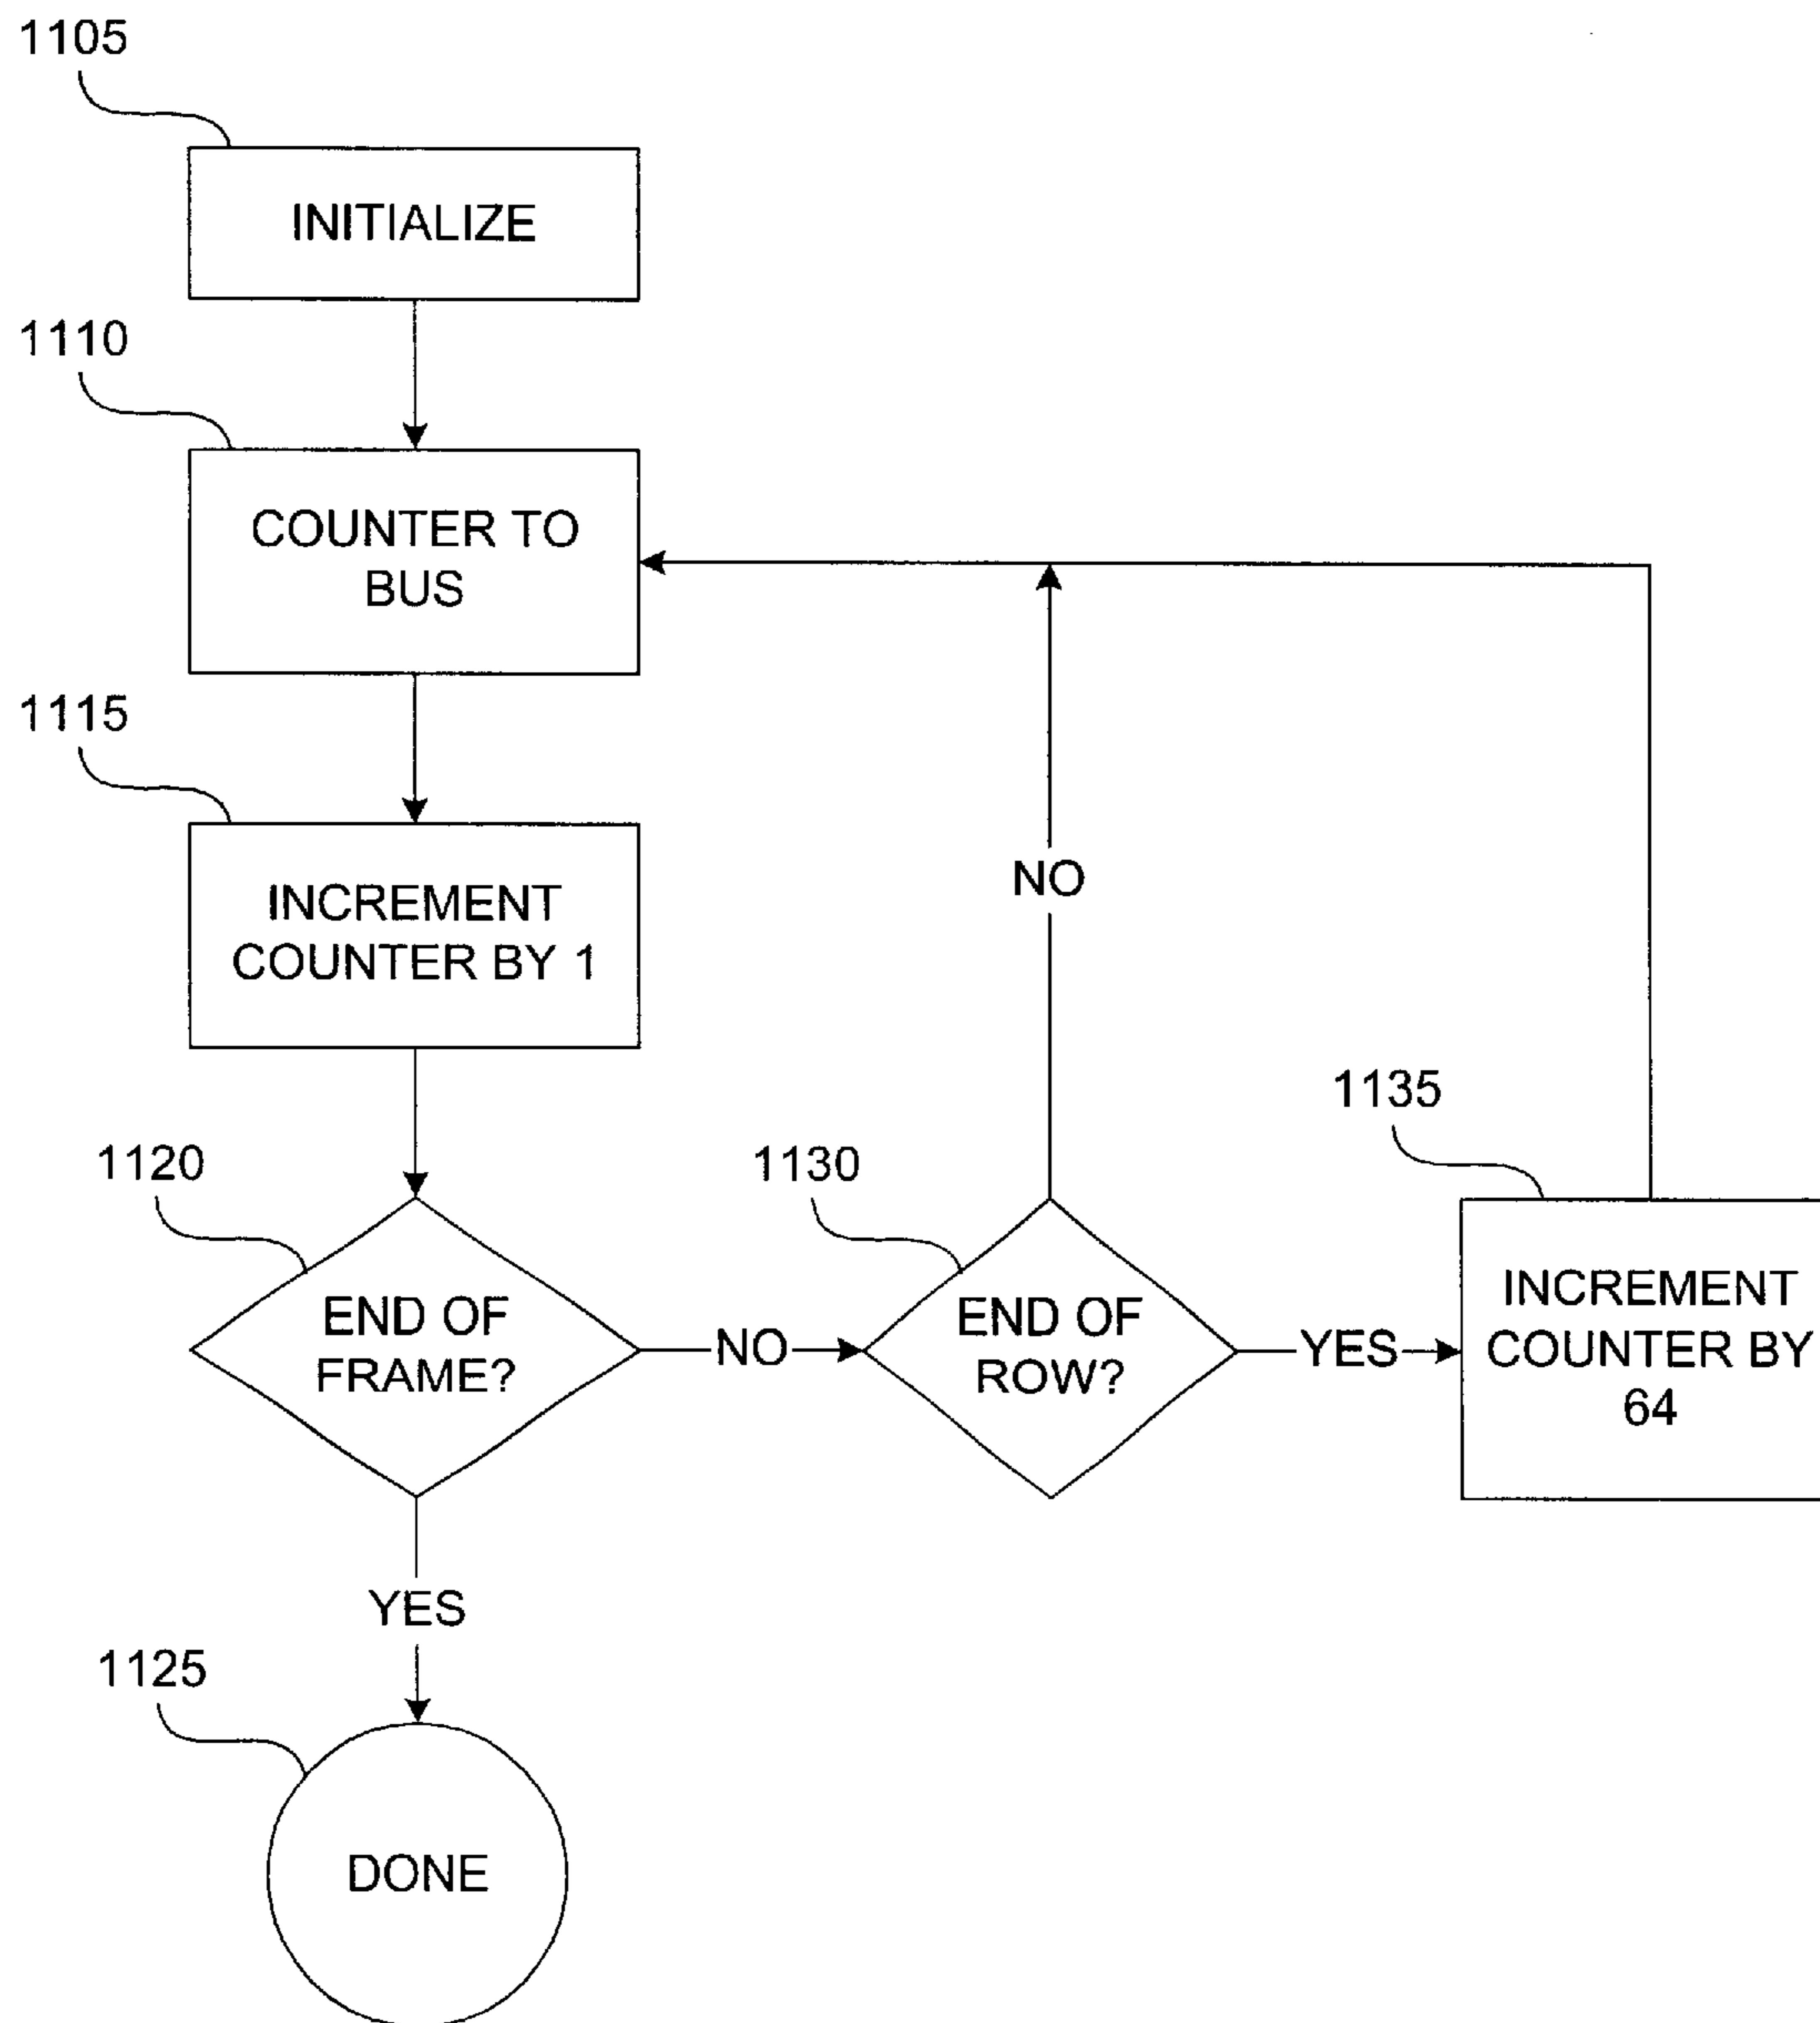 1105
INITIALIZE
1110
COUNTER TO
BUS
1115
INCREMENT
COUNTER BY 1
NO
1120
END OF
FRAME?
NO
1130
END OF
ROW?
YES
1135
INCREMENT
COUNTER BY
64
YES
1125
DONE